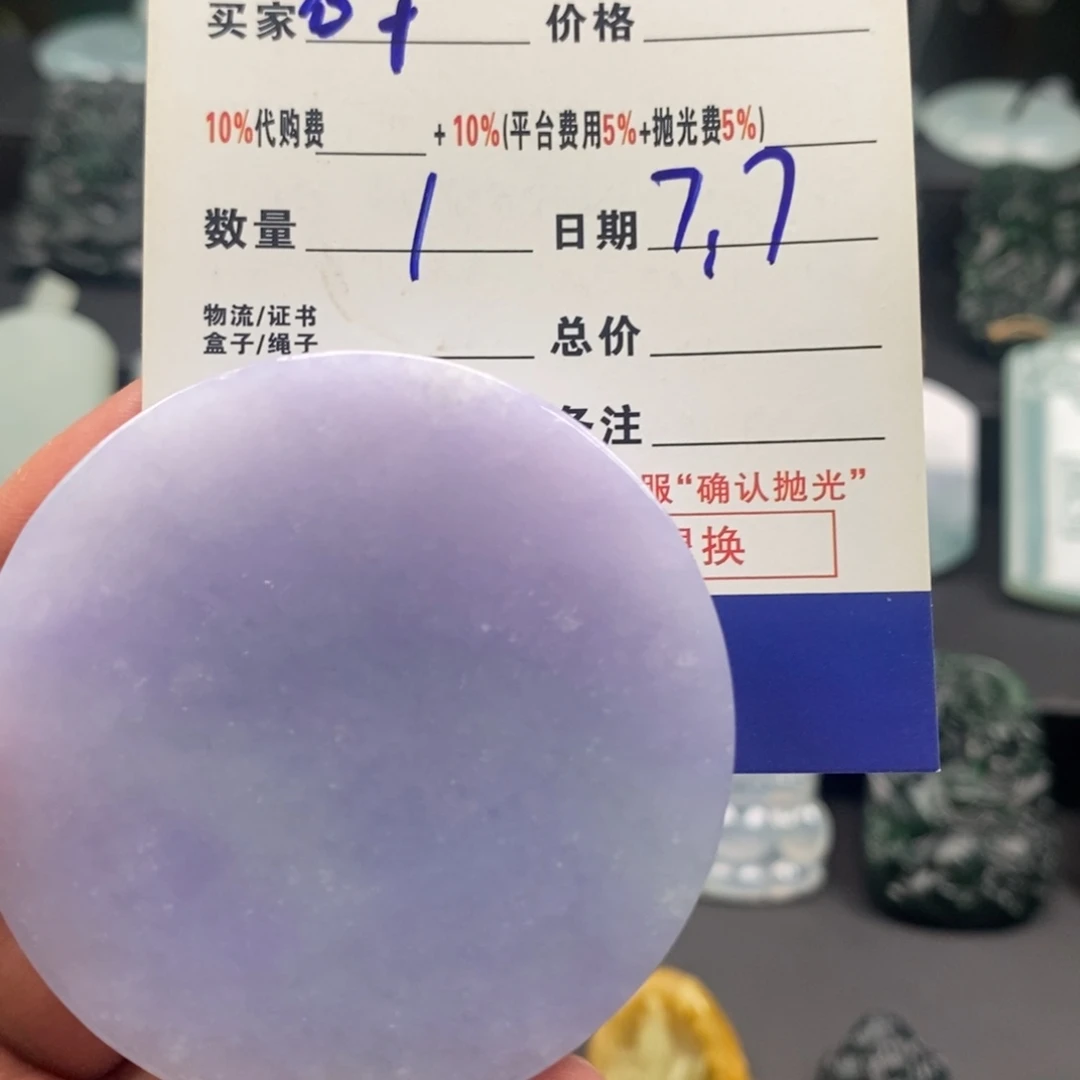 买家 价格
10%代购费 + 10%(平台费用5%+抛光费5%)
数量 1 日期 7,7
物流/证书
盒子/绳子 总价
备注
服“确认抛光”
退换